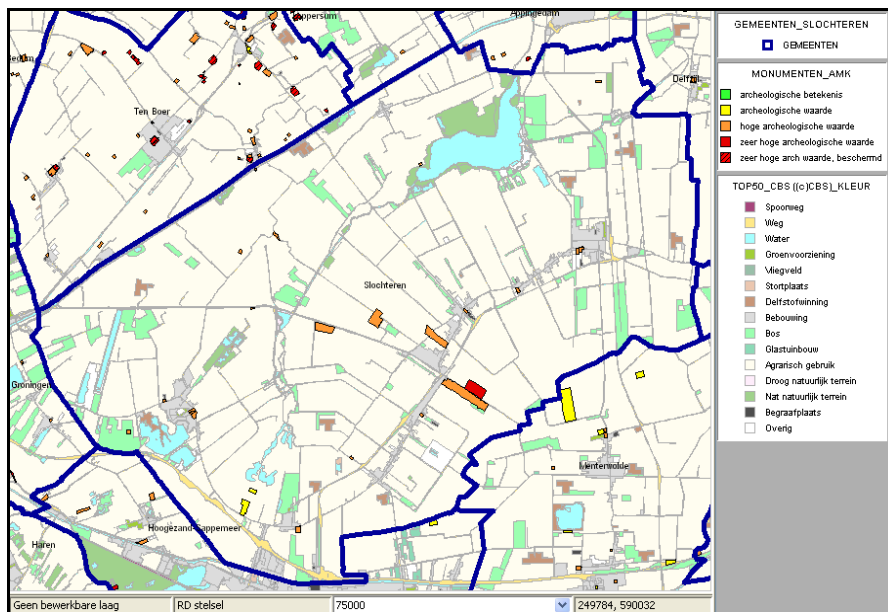 GEMEENTEN_SLOCHTEREN
GEMEENTEN
MONUMENTEN_AMK
archeologische betekenis
archeologische waarde
hoge archeologische waarde
zeer hoge archeologische waarde
zeer hoge arch waarde, beschermd
TOP50_CBS ((c)CBS)_KLEUR
Spoorweg
Weg
Water
Groenvoorziening
Vliegveld
Stortplaats
Delfstofwinning
Bebouwing
Bos
Glastuinbouw
Agrarisch gebruik
Droog natuurlijk terrein
Nat natuurlijk terrein
Begraafplaats
Overig
Appingedam
Delfzijl
Ten Boer
Slochteren
Groningen
Menterwolde
Hoogezand-Sappemeer
Haren
Geen bewerkbare laag
RD stelsel
75000
249784, 590032